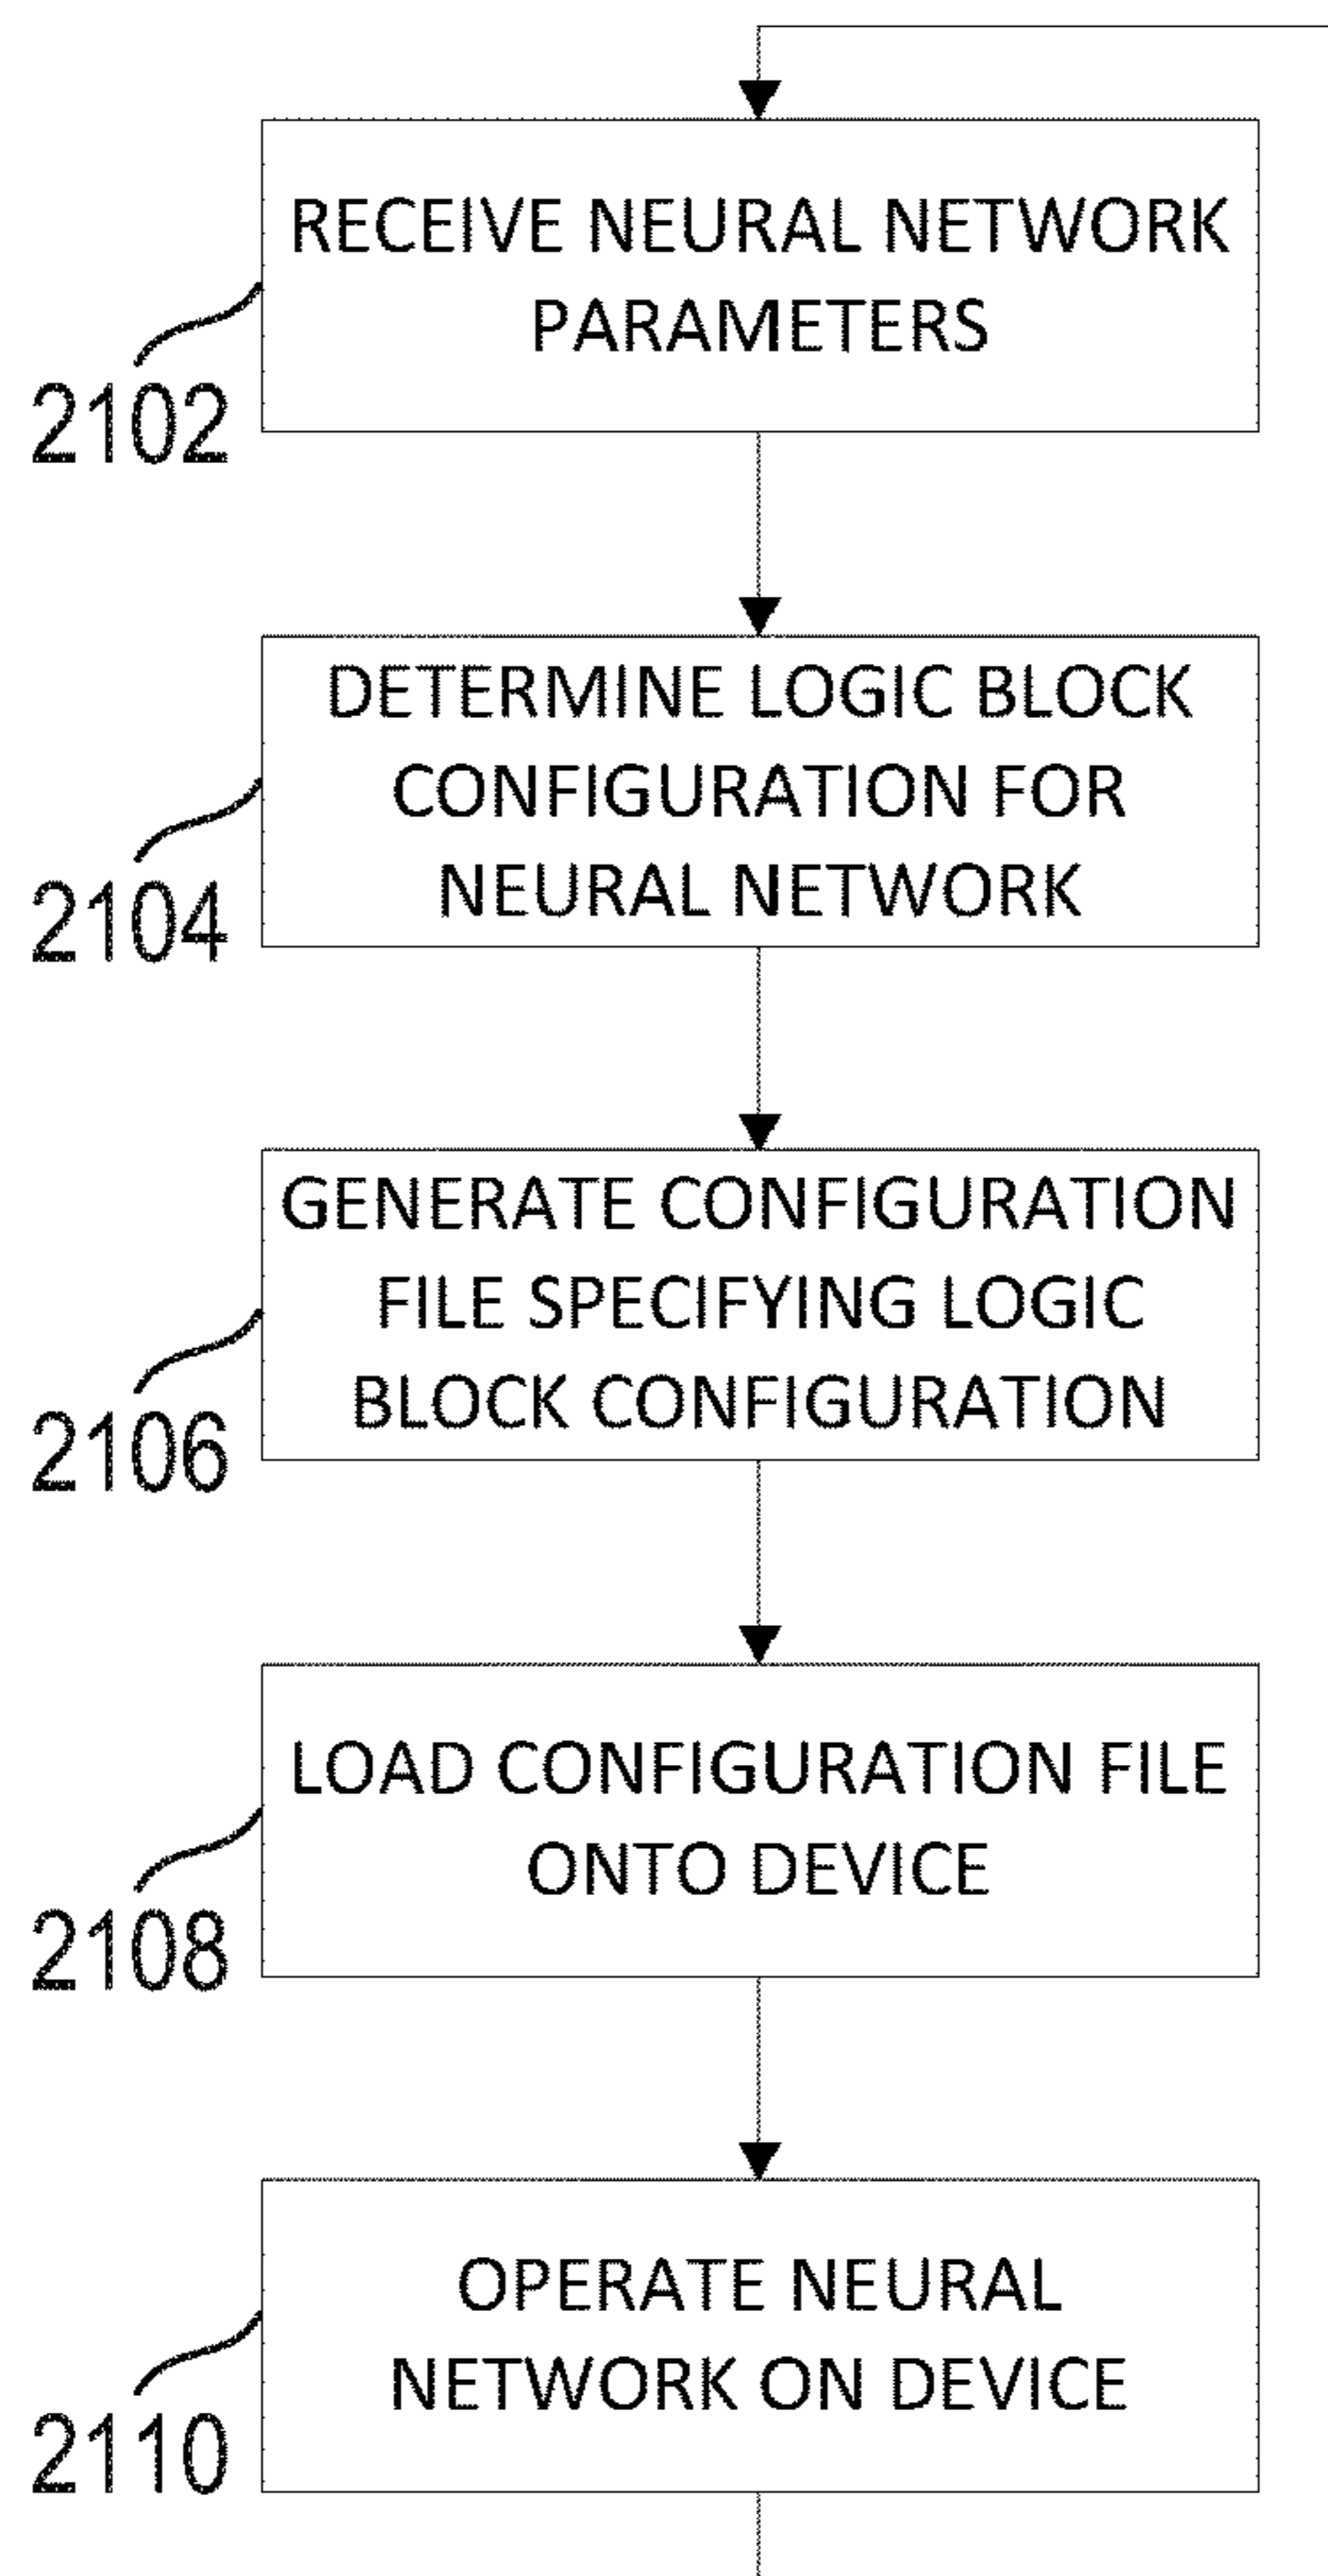 RECEIVE NEURAL NETWORK
PARAMETERS
2102
DETERMINE LOGIC BLOCK
CONFIGURATION FOR
NEURAL NETWORK
2104
GENERATE CONFIGURATION
FILE SPECIFYING LOGIC
BLOCK CONFIGURATION
2106
LOAD CONFIGURATION FILE
ONTO DEVICE
2108
OPERATE NEURAL
NETWORK ON DEVICE
2110